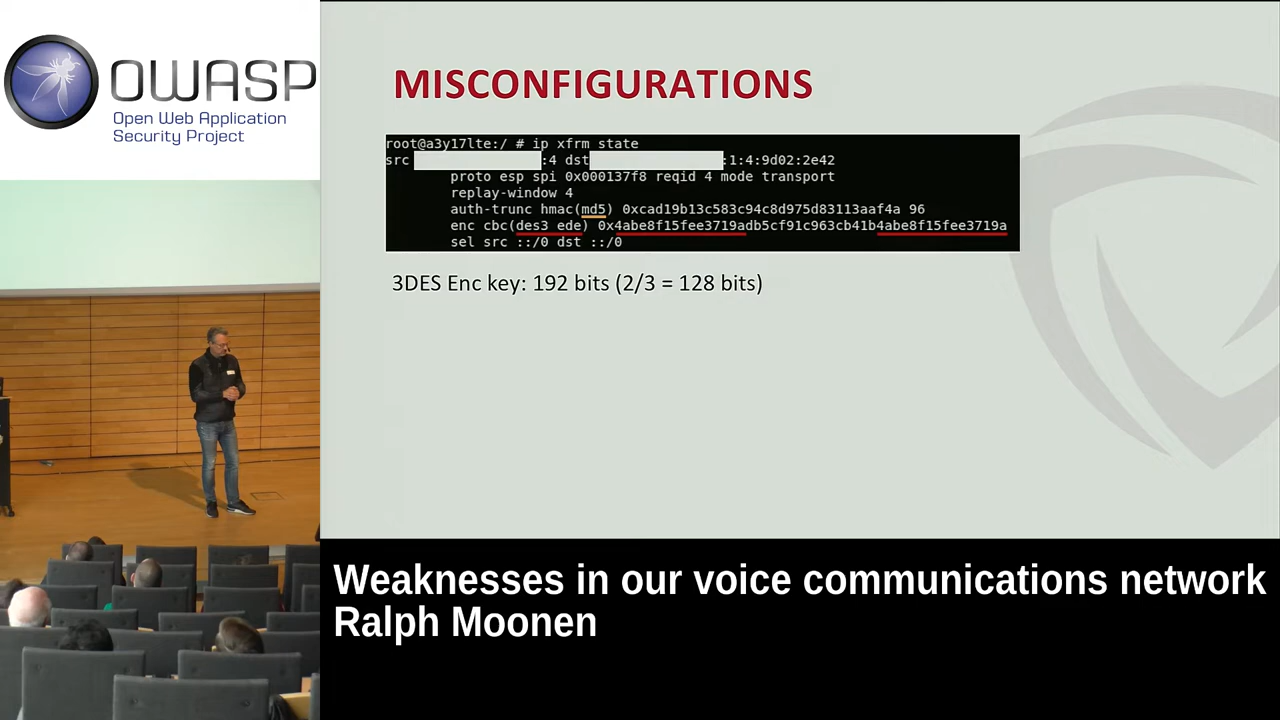 OWASP
Open Web Application
Security Project
MISCONFIGURATIONS
root@a3y17lte:/ # ip xfrm state
src :4 dst :1:4:9d02:2e42
proto esp spi 0x000137f8 reqid 4 mode transport
replay-window 4
auth-trunc hmac(md5) 0xcad19b13c583c94c8d975d83113aaf4a 96
enc cbc(des3_ede) 0x4abe8f15fee3719adb5cf91c963cb41b4abe8f15fee3719a
sel src ::/0 dst ::/0
3DES Enc key: 192 bits (2/3 = 128 bits)
Weaknesses in our voice communications network
Ralph Moonen